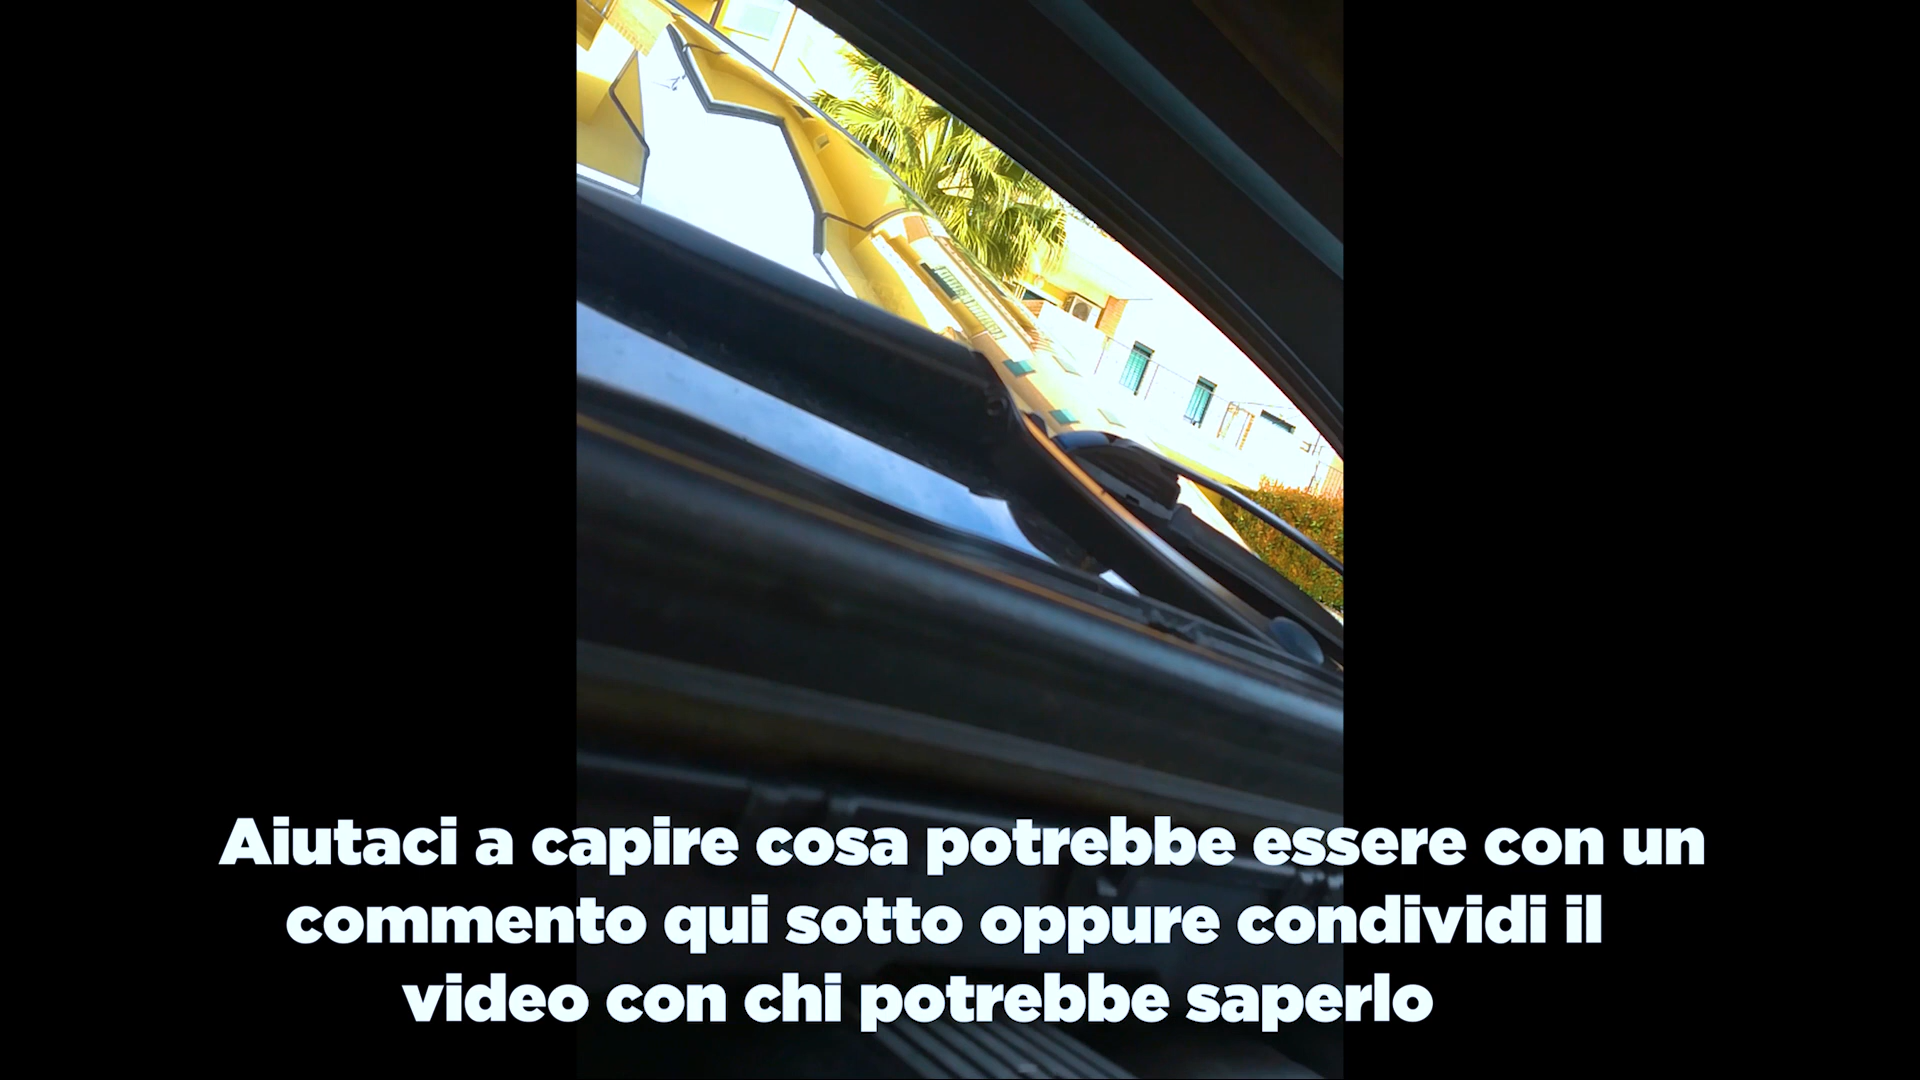 Aiutaci a capire cosa potrebbe essere con un
commento qui sotto oppure condividi il
video con chi potrebbe saperlo